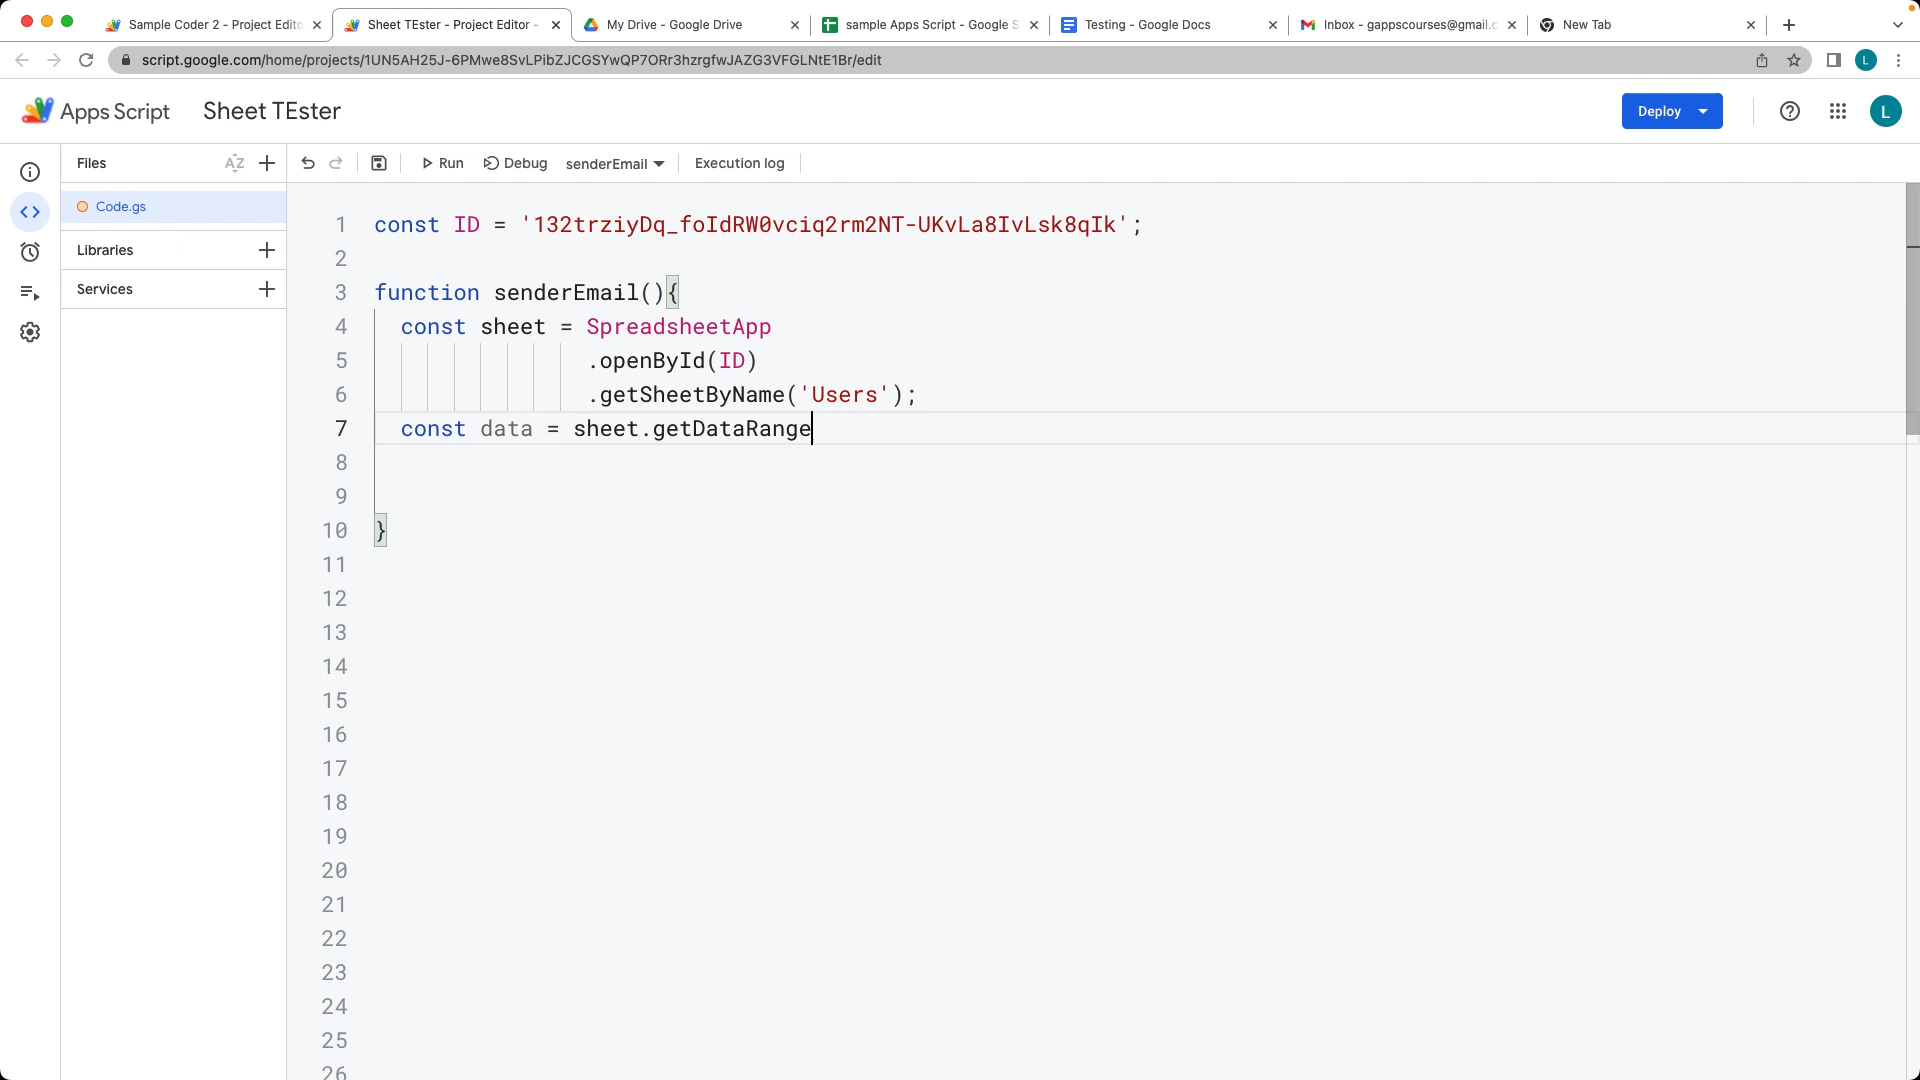 Sample Coder 2 - Project Edito
Sheet TEster - Project Editor -
My Drive - Google Drive
sample Apps Script - Google S
Testing - Google Docs
Inbox - gappscourses@gmail.c
New Tab
script.google.com/home/projects/1UN5AH25J-6PMwe8SvLPibZJCGSYwQP7ORr3hzrgfwJAZG3VFGLNtE1Br/edit
L
Apps Script
Sheet TEster
Deploy
L
Files
AZ
Run
Debug
senderEmail
Execution log
Code.gs
Libraries
Services
1 const ID = '132trziyDq_foIdRW0vciq2rm2NT-UKvLa8IvLsk8qIk';
2
3 function senderEmail(){
4 const sheet = SpreadsheetApp
5 .openById(ID)
6 .getSheetByName('Users');
7 const data = sheet.getDataRange
8
9
10 }
11
12
13
14
15
16
17
18
19
20
21
22
23
24
25
26